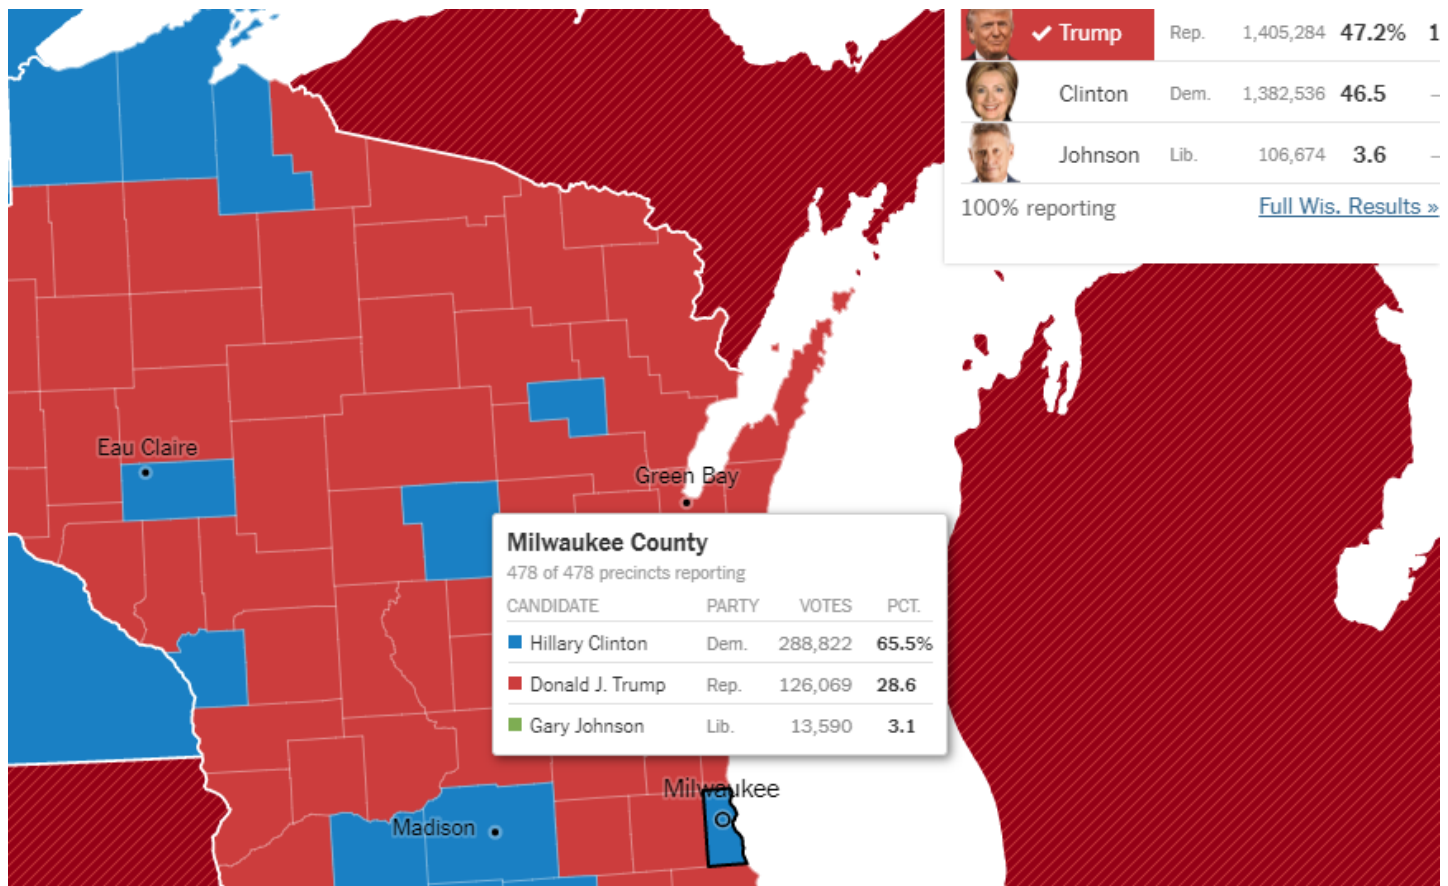 ✓ Trump Rep. 1,405,284 47.2% 1
Clinton Dem. 1,382,536 46.5 –
Johnson Lib. 106,674 3.6 –
100% reporting Full Wis. Results »
Eau Claire
Green Bay
Milwaukee County
478 of 478 precincts reporting
CANDIDATE PARTY VOTES PCT.
Hillary Clinton Dem. 288,822 65.5%
Donald J. Trump Rep. 126,069 28.6
Gary Johnson Lib. 13,590 3.1
Milwaukee
Madison